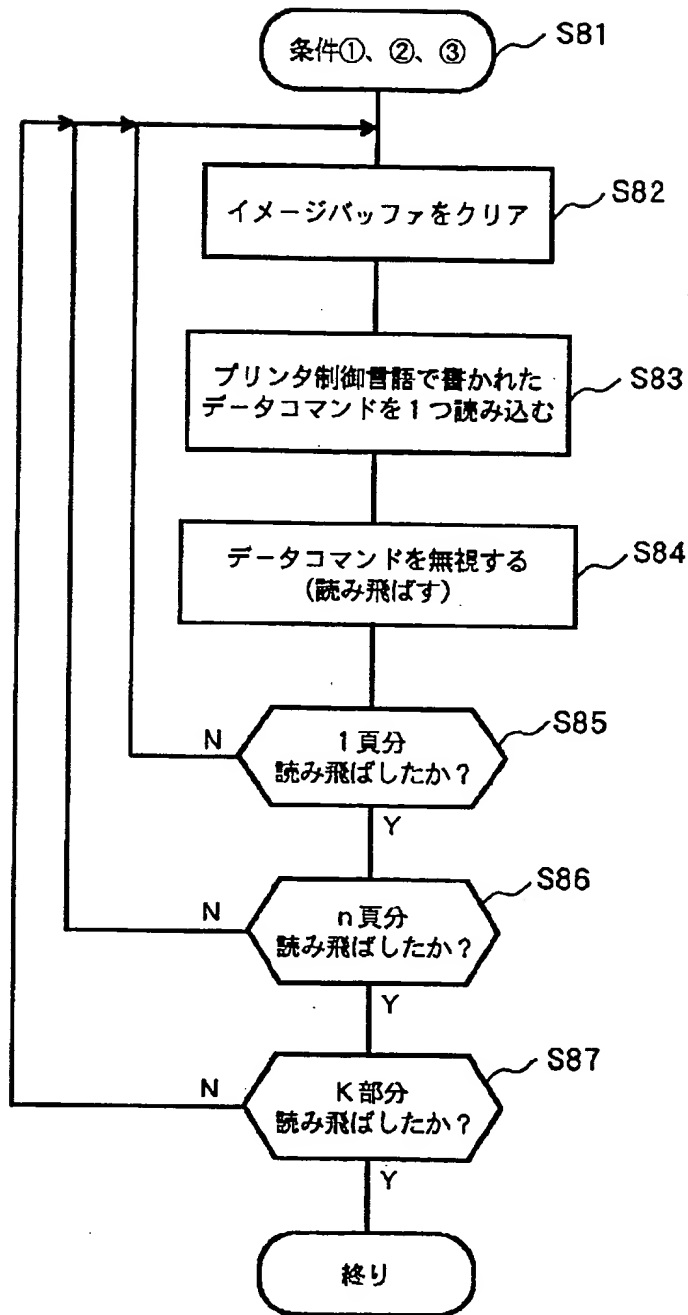 条件①、②、③
S81
イメージバッファをクリア
S82
プリンタ制御言語で書かれた
データコマンドを1つ読み込む
S83
データコマンドを無視する
(読み飛ばす)
S84
1頁分
読み飛ばしたか?
S85
N
Y
n頁分
読み飛ばしたか?
S86
N
Y
K部分
読み飛ばしたか?
S87
N
Y
終り